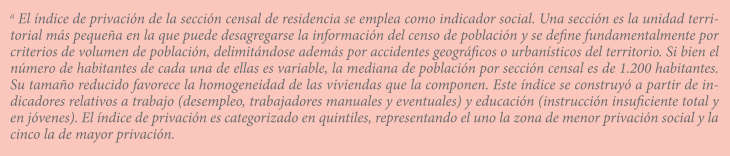 a El índice de privación de la sección censal de residencia se emplea como indicador social. Una sección es la unidad terri-
torial más pequeña en la que puede desagregarse la información del censo de población y se define fundamentalmente por
criterios de volumen de población, delimitándose además por accidentes geográficos o urbanísticos del territorio. Si bien el
número de habitantes de cada una de ellas es variable, la mediana de población por sección censal es de 1.200 habitantes.
Su tamaño reducido favorece la homogeneidad de las viviendas que la componen. Este índice se construyó a partir de in-
dicadores relativos a trabajo (desempleo, trabajadores manuales y eventuales) y educación (instrucción insuficiente total y
en jóvenes). El índice de privación es categorizado en quintiles, representando el uno la zona de menor privación social y la
cinco la de mayor privación.